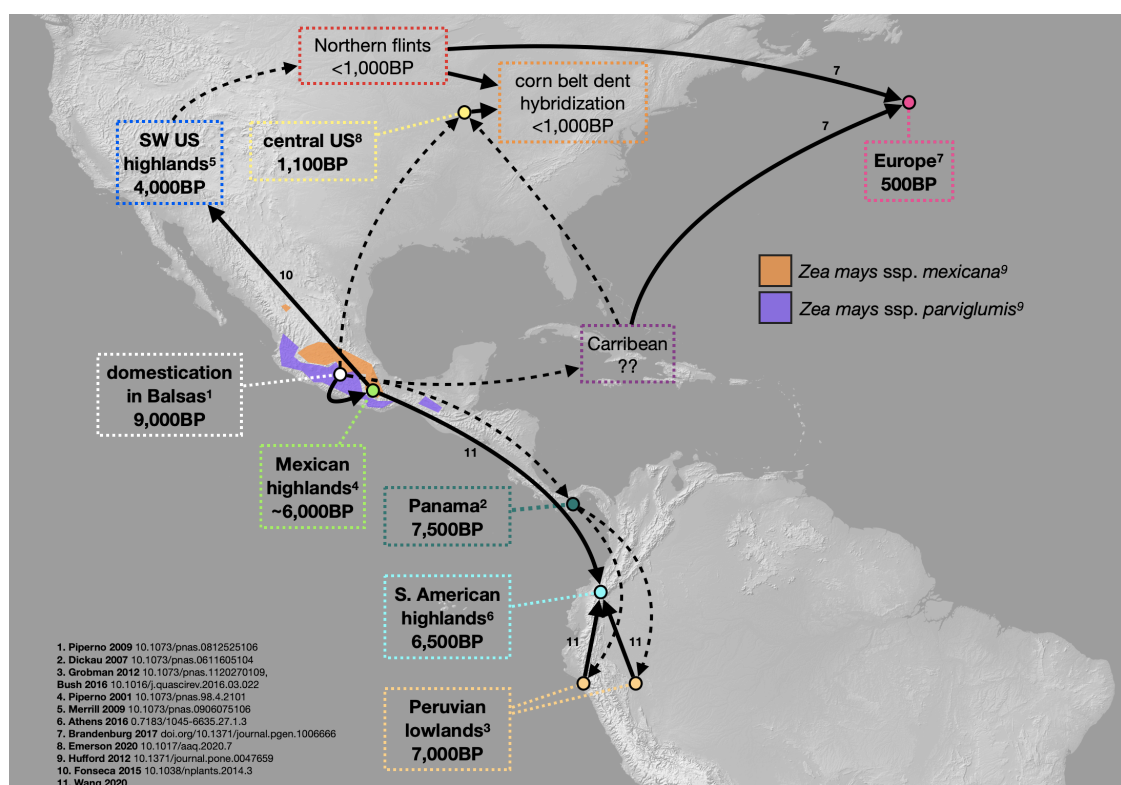 Northern flints
<1,000BP
corn belt dent
hybridization
<1,000BP
7
7
SW US
highlands5
4,000BP
central US8
1,100BP
Europe7
500BP
10
Zea mays ssp. mexicana9
Zea mays ssp. parviglumis9
Carribean
??
domestication
in Balsas1
9,000BP
11
Mexican
highlands4
~6,000BP
Panama2
7,500BP
S. American
highlands6
6,500BP
11
11
Peruvian
lowlands3
7,000BP
1. Piperno 2009 10.1073/pnas.0812525106
2. Dickau 2007 10.1073/pnas.0611605104
3. Grobman 2012 10.1073/pnas.1120270109,
Bush 2016 10.1016/j.quascirev.2016.03.022
4. Piperno 2001 10.1073/pnas.98.4.2101
5. Merrill 2009 10.1073/pnas.0906075106
6. Athens 2016 0.7183/1045-6635.27.1.3
7. Brandenburg 2017 doi.org/10.1371/journal.pgen.1006666
8. Emerson 2020 10.1017/aaq.2020.7
9. Hufford 2012 10.1371/journal.pone.0047659
10. Fonseca 2015 10.1038/nplants.2014.3
11. Wang 2020